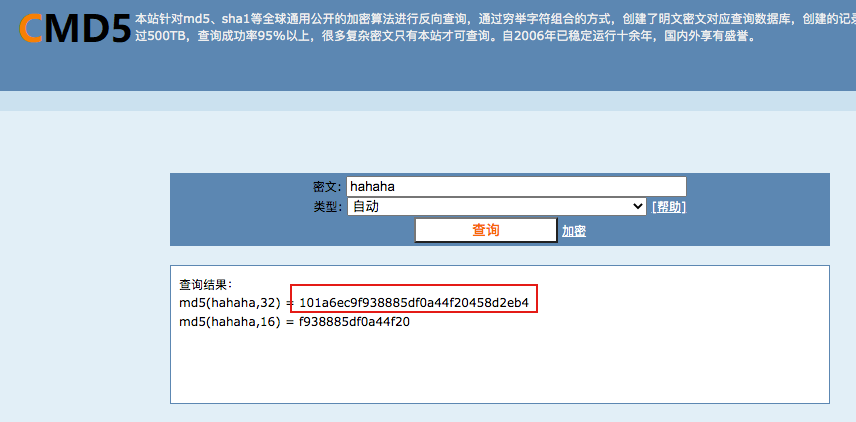 CMD5
本站针对md5、sha1等全球通用公开的加密算法进行反向查询，通过穷举字符组合的方式，创建了明文密文对应查询数据库，创建的记录
过500TB，查询成功率95%以上，很多复杂密文只有本站才可查询。自2006年已稳定运行十余年，国内外享有盛誉。
密文: hahaha
类型: 自动 [帮助]
查询 加密
查询结果：
md5(hahaha,32) = 101a6ec9f938885df0a44f20458d2eb4
md5(hahaha,16) = f938885df0a44f20